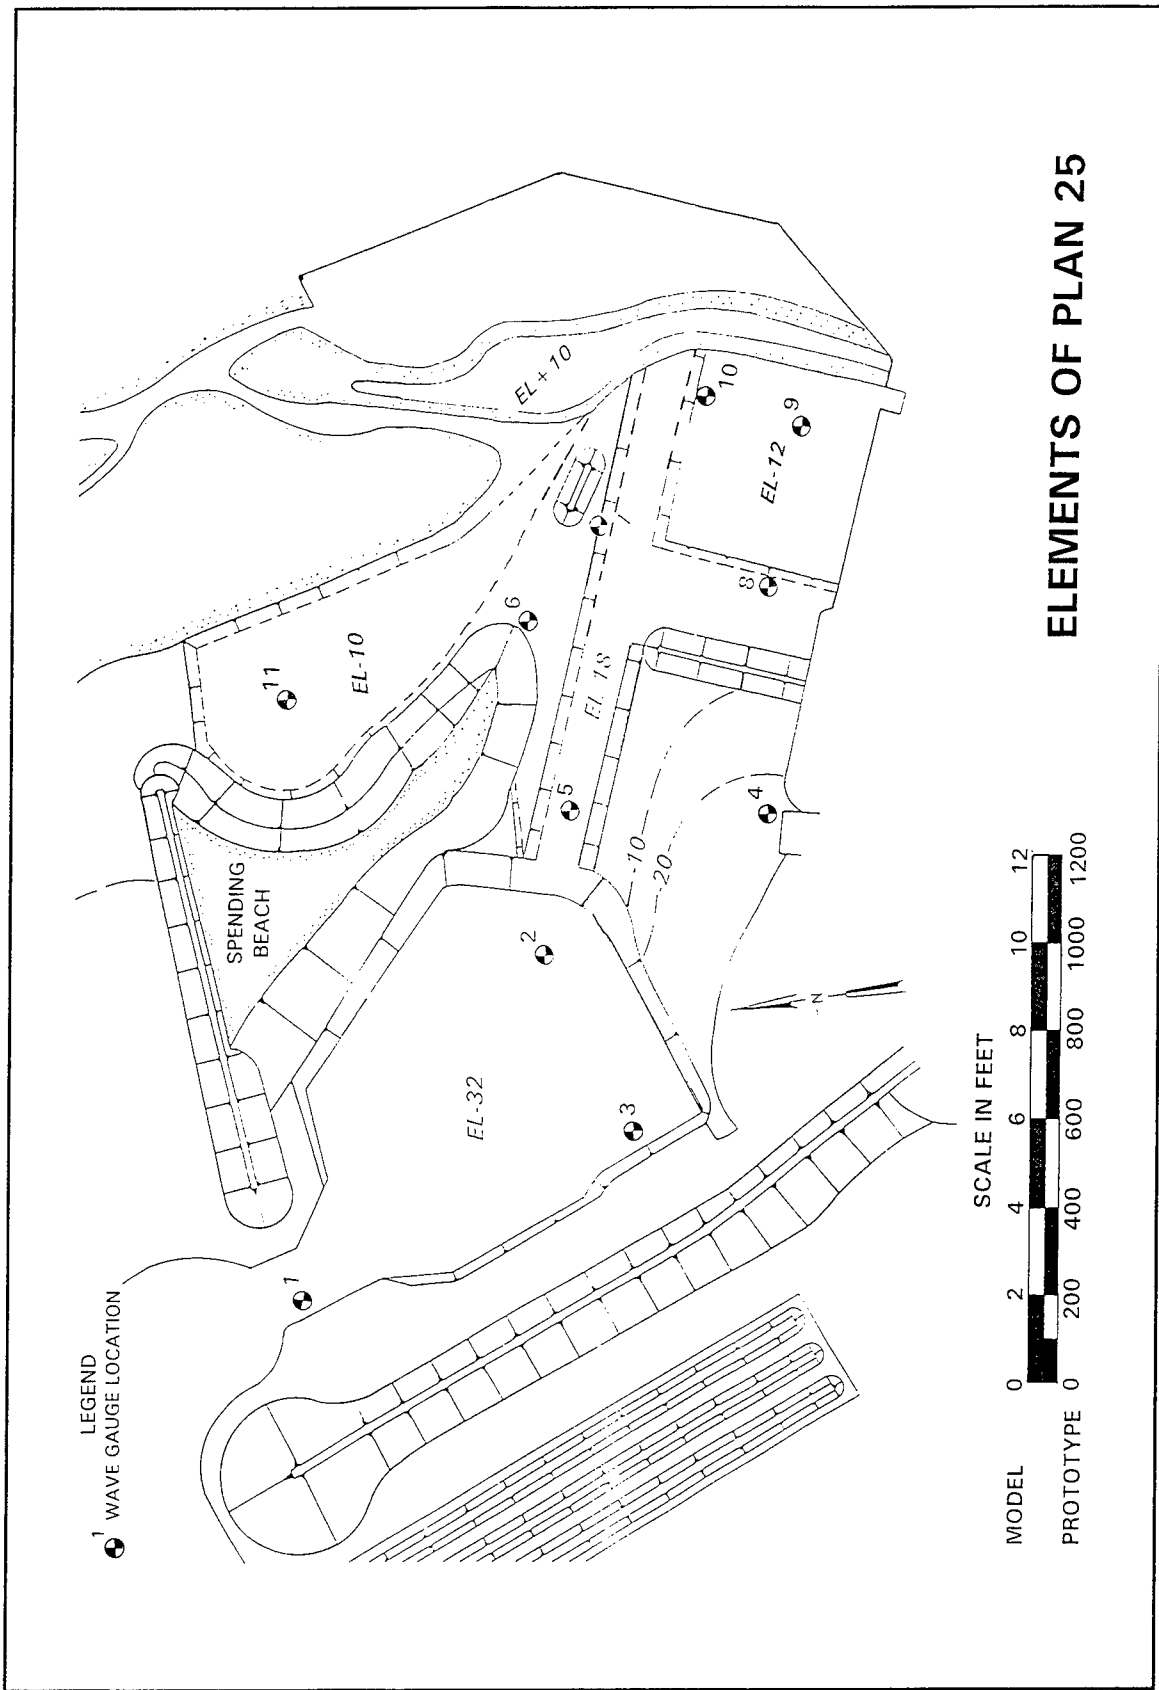 LEGEND
1 WAVE GAUGE LOCATION
1
2
3
4
5
6
7
8
9
10
11
SPENDING
BEACH
EL-32
EL-10
EL 18
EL-12
EL + 10
-10
-20
N
SCALE IN FEET
MODEL 0 2 4 6 8 10 12
PROTOTYPE 0 200 400 600 800 1000 1200
ELEMENTS OF PLAN 25